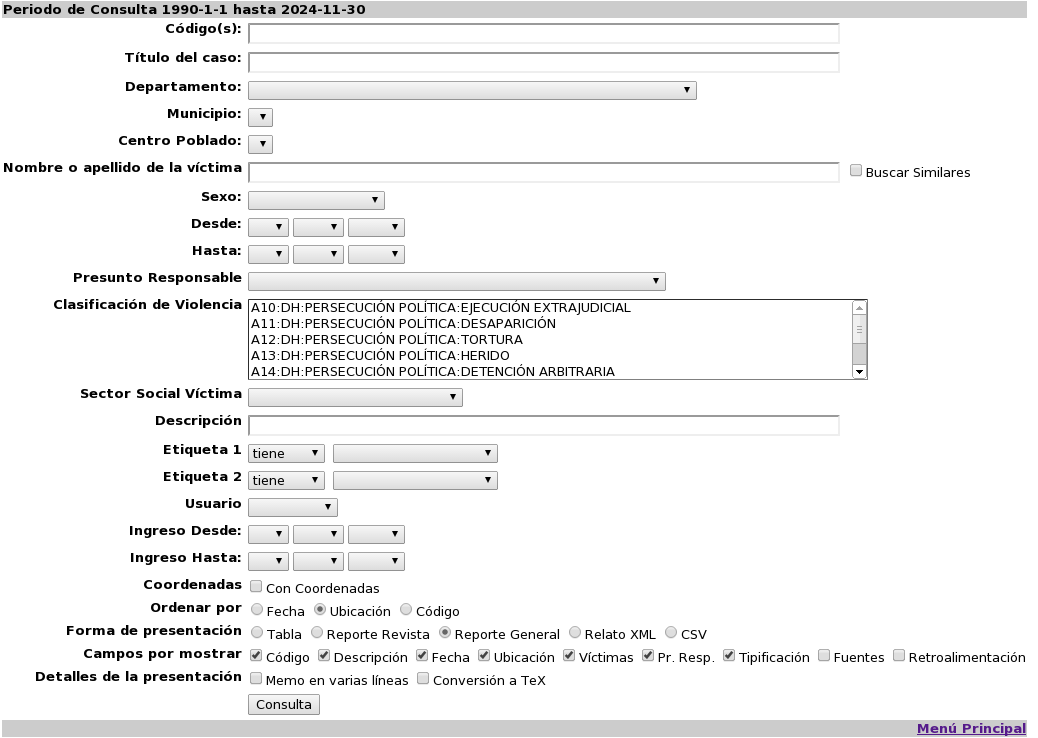 Periodo de Consulta 1990-1-1 hasta 2024-11-30
Código(s):
Título del caso:
Departamento:
Municipio:
Centro Poblado:
Nombre o apellido de la víctima Buscar Similares
Sexo:
Desde:
Hasta:
Presunto Responsable
Clasificación de Violencia A10:DH:PERSECUCIÓN POLÍTICA:EJECUCIÓN EXTRAJUDICIAL
A11:DH:PERSECUCIÓN POLÍTICA:DESAPARICIÓN
A12:DH:PERSECUCIÓN POLÍTICA:TORTURA
A13:DH:PERSECUCIÓN POLÍTICA:HERIDO
A14:DH:PERSECUCIÓN POLÍTICA:DETENCIÓN ARBITRARIA
Sector Social Víctima
Descripción
Etiqueta 1 tiene
Etiqueta 2 tiene
Usuario
Ingreso Desde:
Ingreso Hasta:
Coordenadas Con Coordenadas
Ordenar por Fecha Ubicación Código
Forma de presentación Tabla Reporte Revista Reporte General Relato XML CSV
Campos por mostrar Código Descripción Fecha Ubicación Víctimas Pr. Resp. Tipificación Fuentes Retroalimentación
Detalles de la presentación Memo en varias líneas Conversión a TeX
Consulta
Menú Principal